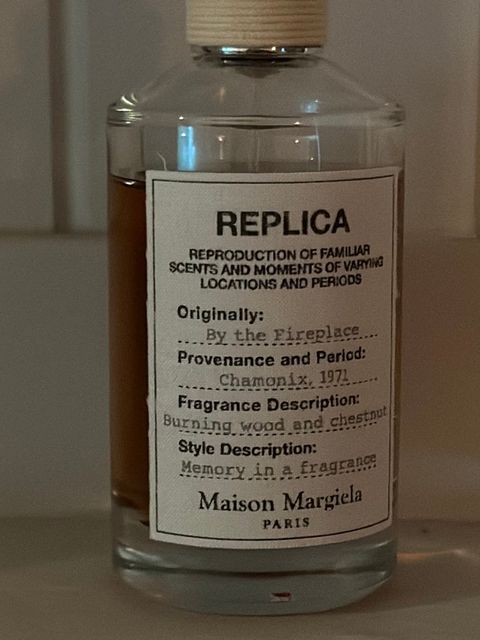 REPLICA
REPRODUCTION OF FAMILIAR
SCENTS AND MOMENTS OF VARYING
LOCATIONS AND PERIODS
Originally:
By the Fireplace
Provenance and Period:
Chamonix, 1971
Fragrance Description:
Burning wood and chestnut
Style Description:
Memory in a fragrance
Maison Margiela
PARIS